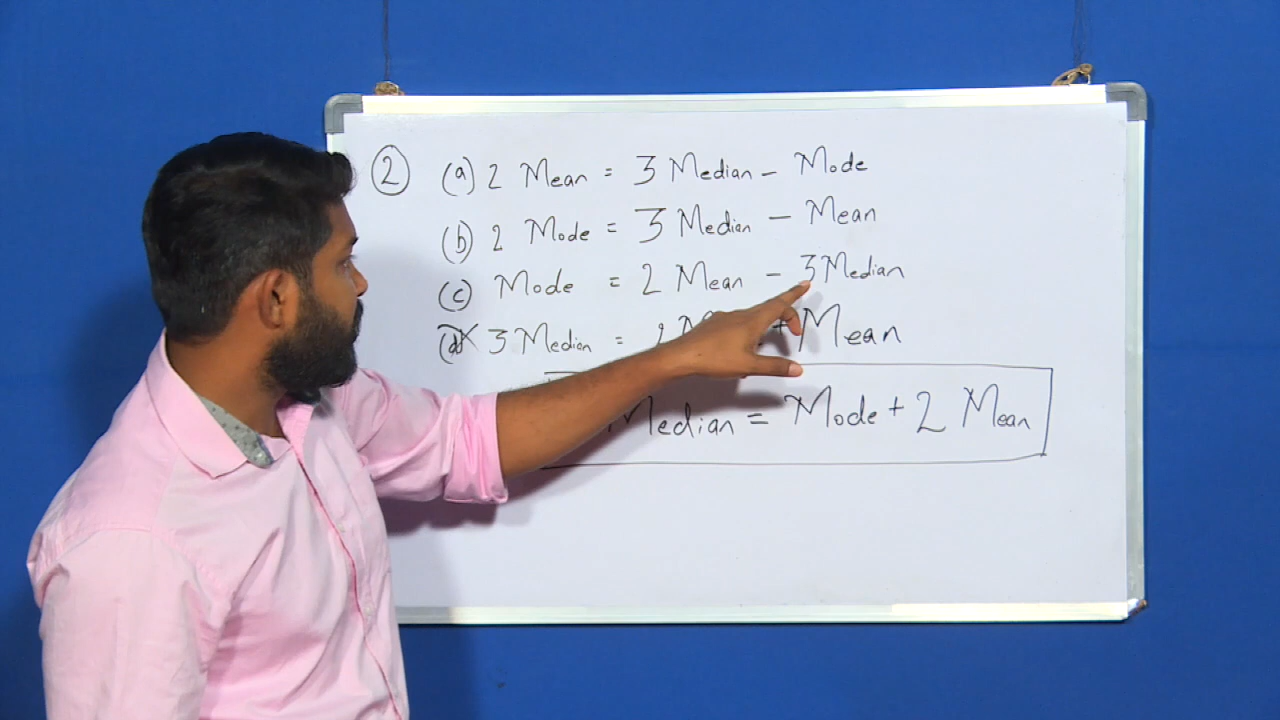 ② (a) 2 Mean = 3 Median - Mode
(b) 2 Mode = 3 Median - Mean
(c) Mode = 2 Mean - 3 Median
(d) 3 Median = 2 + Mean
Median = Mode + 2 Mean